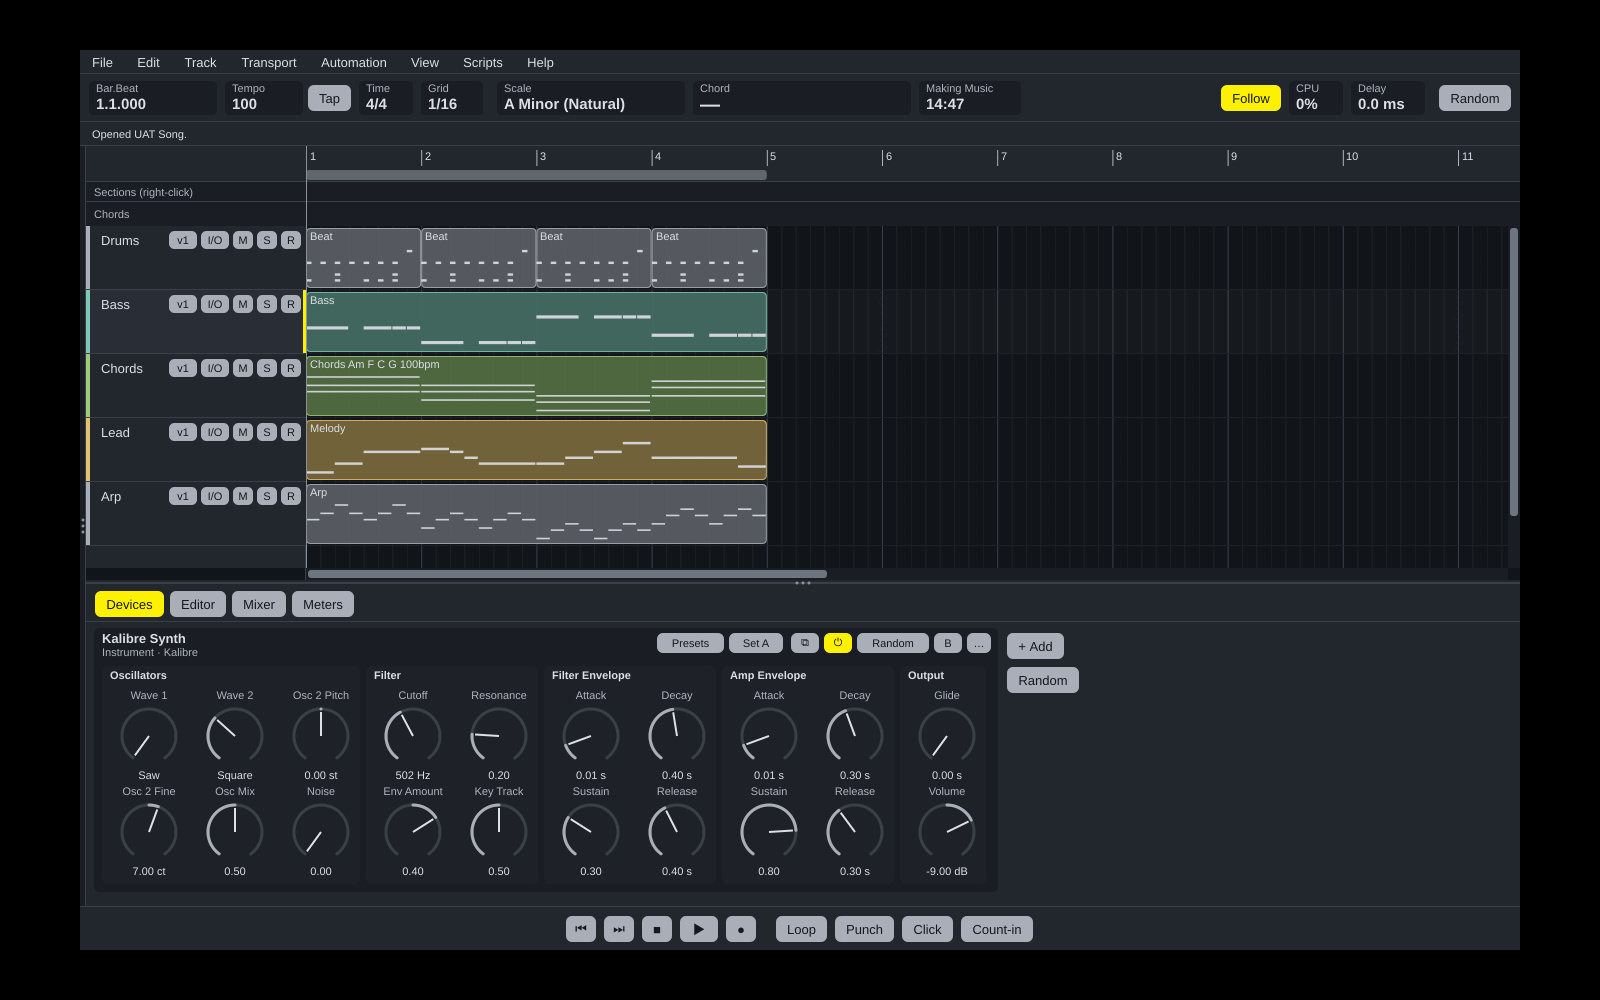 File Edit Track Transport Automation View Scripts Help
Bar.Beat Tempo Time Grid Scale Chord Making Music CPU Delay
1.1.000 100 Tap 4/4 1/16 A Minor (Natural) — 14:47 Follow 0% 0.0 ms Random
Opened UAT Song.
1 2 3 4 5 6 7 8 9 10 11
Sections (right-click)
Chords
Drums v1 I/O M S R Beat Beat Beat Beat
Bass v1 I/O M S R Bass
Chords v1 I/O M S R Chords Am F C G 100bpm
Lead v1 I/O M S R Melody
Arp v1 I/O M S R Arp
Devices Editor Mixer Meters
Kalibre Synth Presets Set A Random B ... + Add
Instrument · Kalibre
Random
Oscillators Filter Filter Envelope Amp Envelope Output
Wave 1 Wave 2 Osc 2 Pitch Cutoff Resonance Attack Decay Attack Decay Glide
Saw Square 0.00 st 502 Hz 0.20 0.01 s 0.40 s 0.01 s 0.30 s 0.00 s
Osc 2 Fine Osc Mix Noise Env Amount Key Track Sustain Release Sustain Release Volume
7.00 ct 0.50 0.00 0.40 0.50 0.30 0.40 s 0.80 0.30 s -9.00 dB
Loop Punch Click Count-in